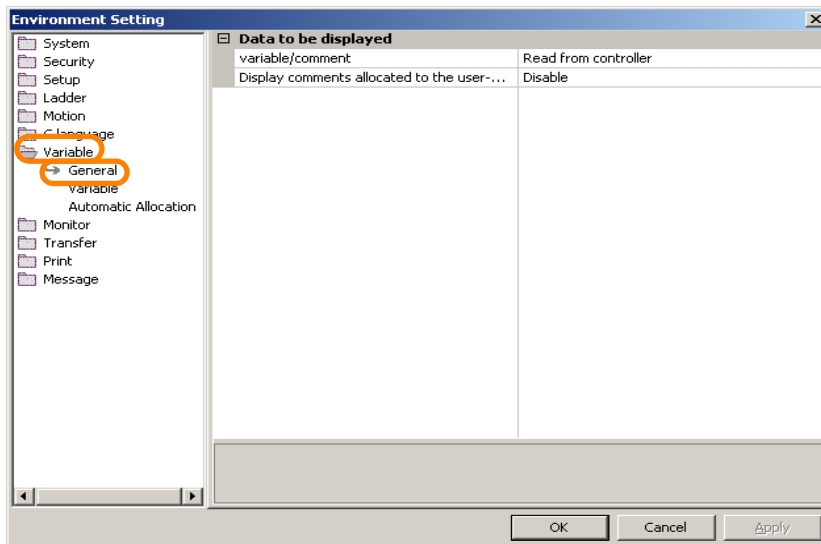 Environment Setting
System
Security
Setup
Ladder
Motion
C language
Variable
General
Variable
Automatic Allocation
Monitor
Transfer
Print
Message
Data to be displayed
variable/comment Read from controller
Display comments allocated to the user-... Disable
OK Cancel Apply